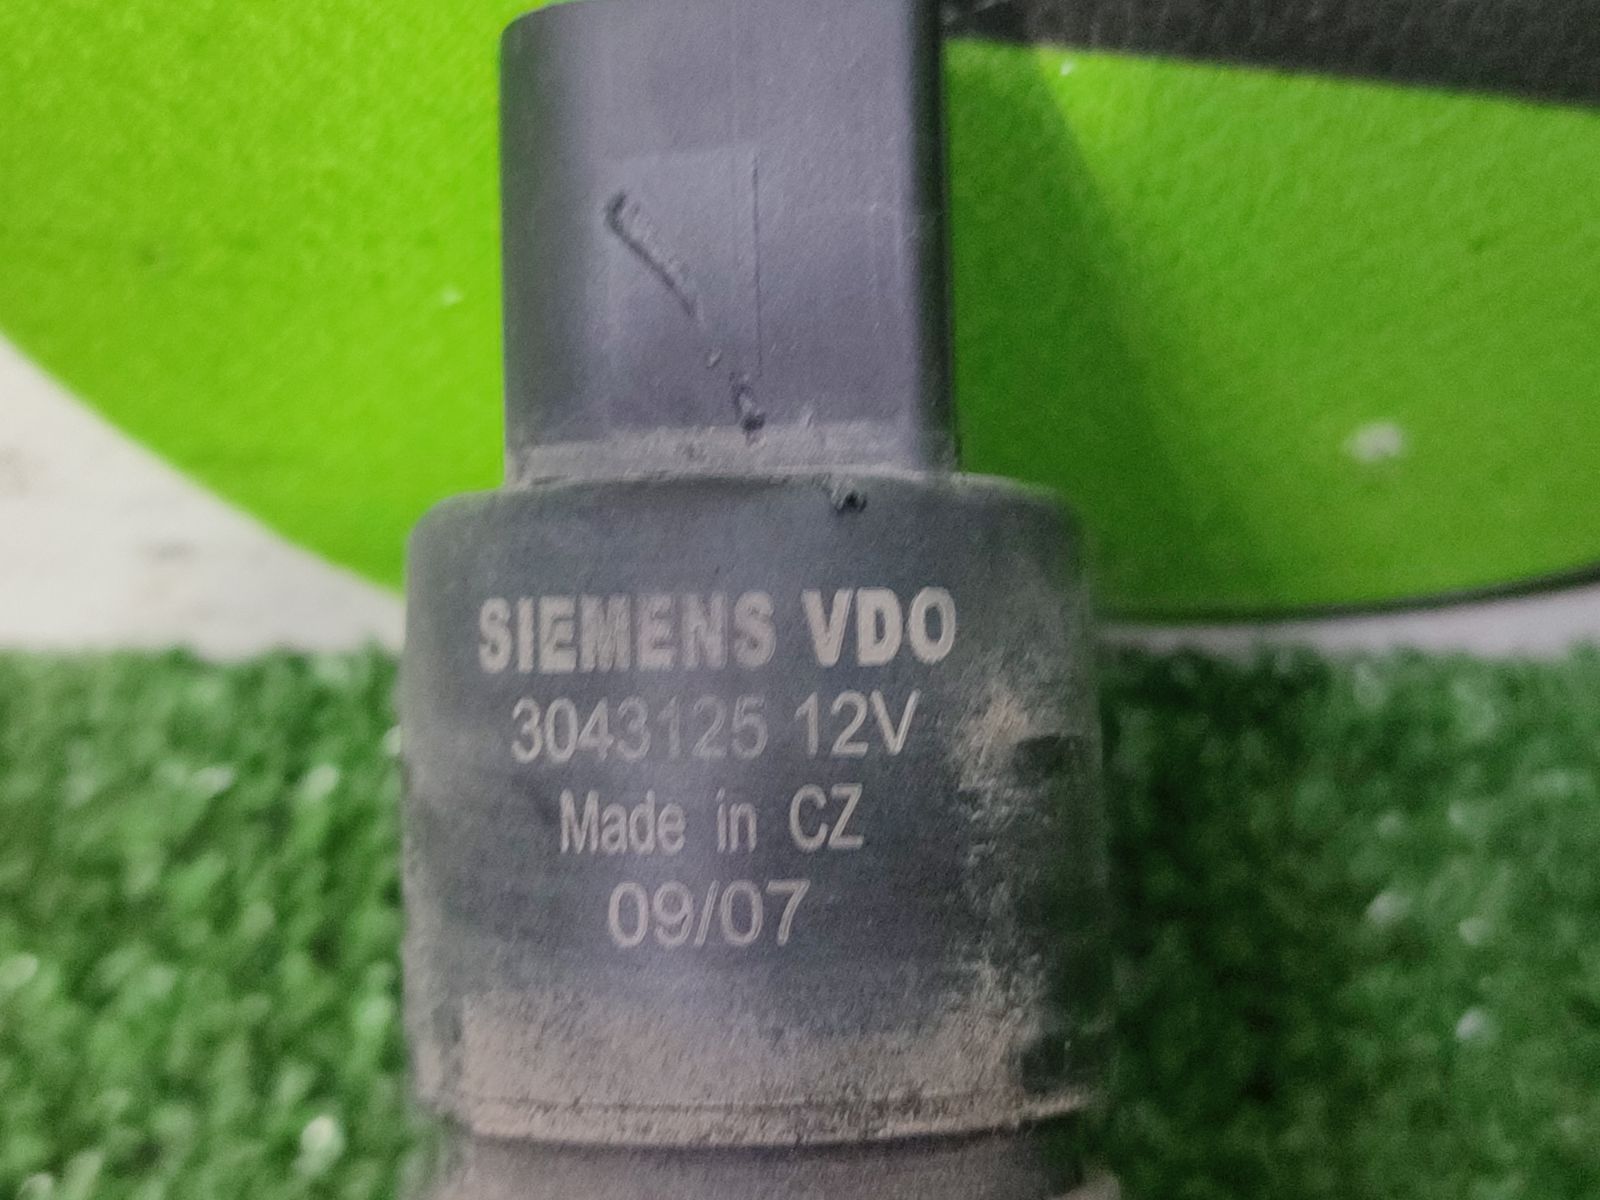 SIEMENS VDO
3043125 12V
Made in CZ
09/07